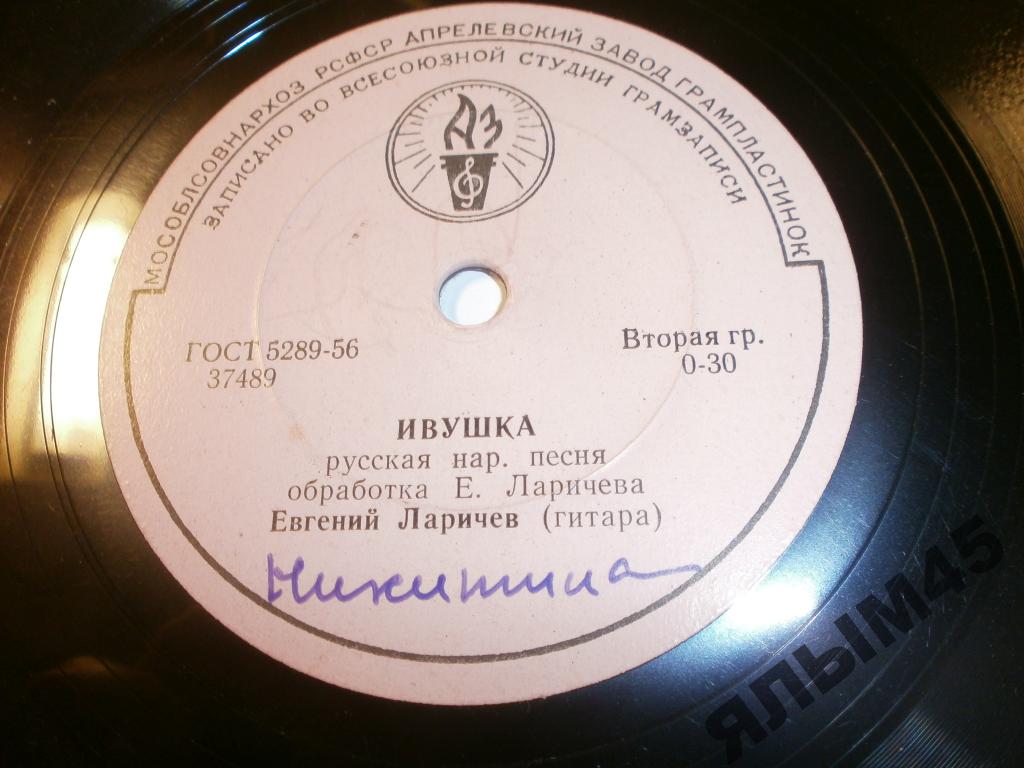 МОСОБЛСОВНАРХОЗ РСФСР АПРЕЛЕВСКИЙ ЗАВОД ГРАМПЛАСТИНОК
ЗАПИСАНО ВО ВСЕСОЮЗНОЙ СТУДИИ ГРАМЗАПИСИ
АЗ
ГОСТ 5289-56
37489
Вторая гр.
0-30
ИВУШКА
русская нар. песня
обработка Е. Ларичева
Евгений Ларичев (гитара)
Никитина
ЯЛЫМ45